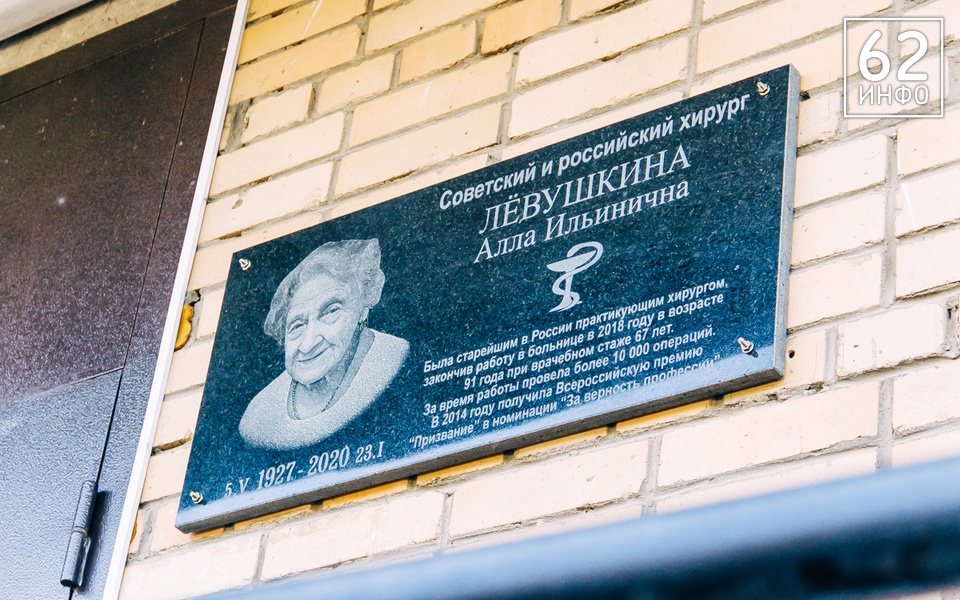 62
ИНФО
Советский и российский хирург
ЛЁВУШКИНА
Алла Ильинична
Была старейшим в России практикующим хирургом,
закончив работу в больнице в 2018 году в возрасте
91 года при врачебном стаже 67 лет.
За время работы провела более 10 000 операций.
В 2014 году получила Всероссийскую премию
"Призвание" в номинации "За верность профессии"
5.V 1927 - 2020 23.I